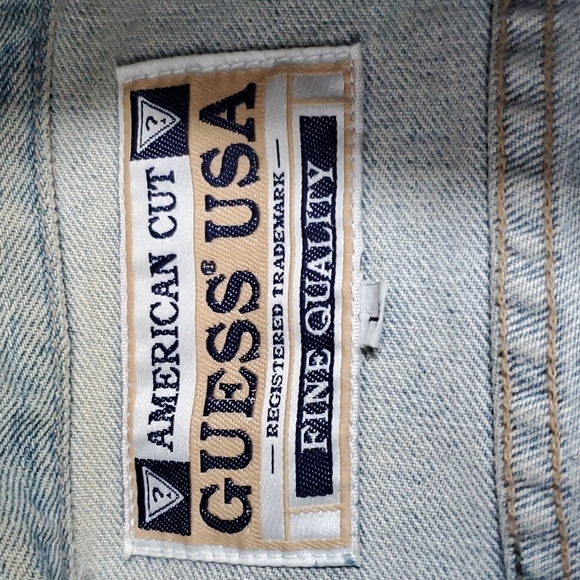 ? AMERICAN CUT ?
GUESS® USA
REGISTERED TRADEMARK
FINE QUALITY
L